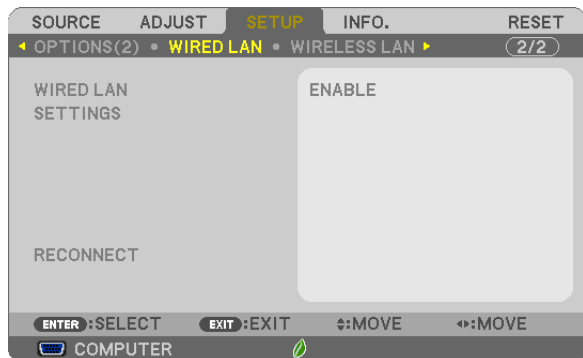 SOURCE ADJUST SETUP INFO. RESET
OPTIONS(2) • WIRED LAN • WIRELESS LAN 2/2
WIRED LAN ENABLE
SETTINGS
RECONNECT
ENTER :SELECT EXIT :EXIT :MOVE :MOVE
COMPUTER